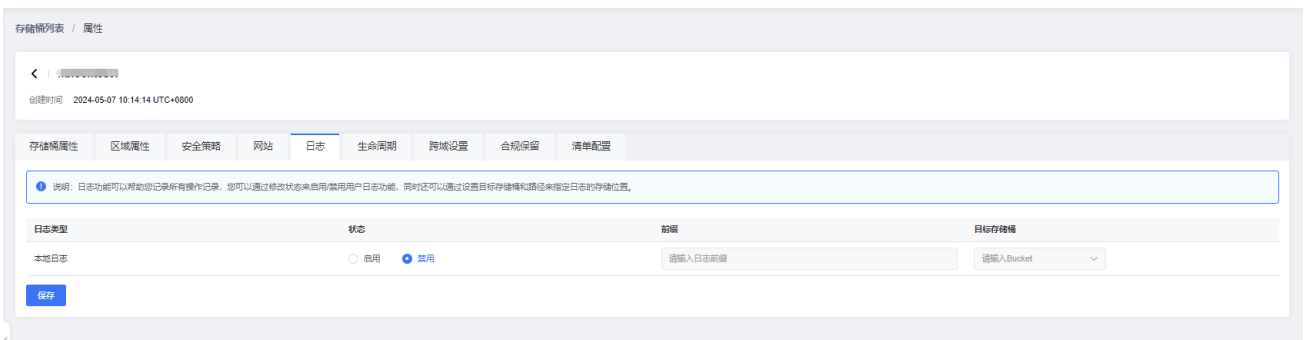 存储桶列表 / 属性
创建时间 2024-05-07 10:14:14 UTC+0800
存储桶属性 区域属性 安全策略 网站 日志 生命周期 跨域设置 合规保留 清单配置
说明：日志功能可以帮助您记录所有操作记录，您可以通过修改状态来启用/禁用用户日志功能，同时还可以通过设置目标存储桶和路径来指定日志的存储位置。
日志类型 状态 前缀 目标存储桶
本地日志 启用 禁用 请输入日志前缀 请输入Bucket
保存